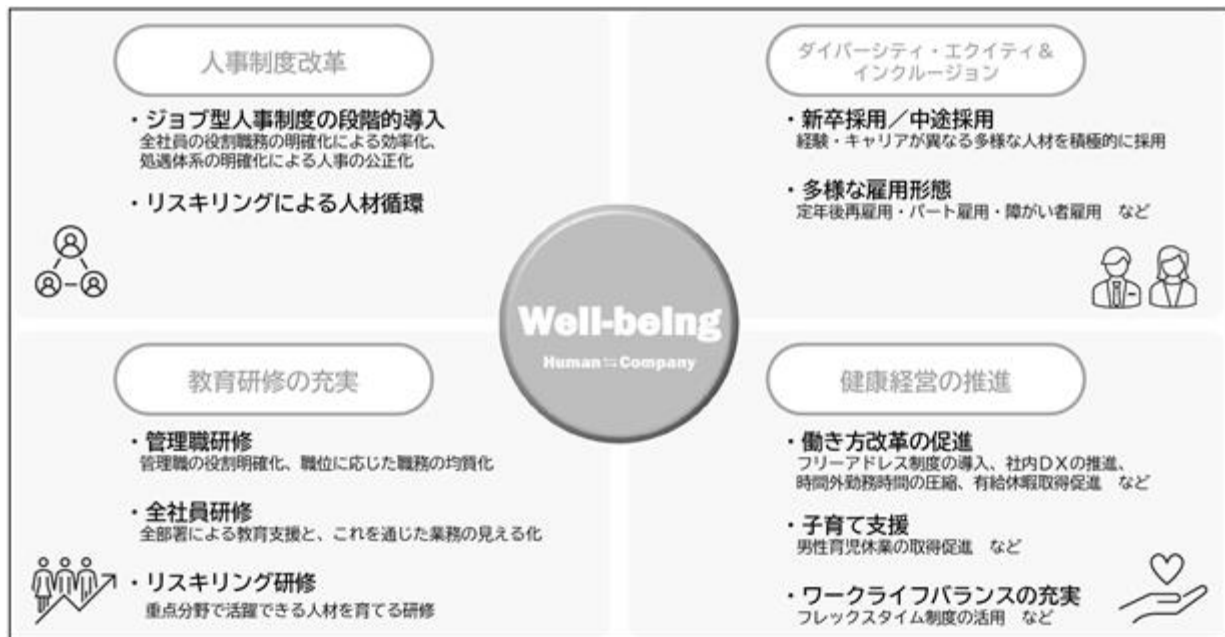 人事制度改革
・ジョブ型人事制度の段階的導入
全社員の役割職務の明確化による効率化、
処遇体系の明確化による人事の公正化
・リスキリングによる人材循環
ダイバーシティ・エクイティ&
インクルージョン
・新卒採用／中途採用
経験・キャリアが異なる多様な人材を積極的に採用
・多様な雇用形態
定年後再雇用・パート雇用・障がい者雇用　など
Well-being
Human⇆Company
教育研修の充実
・管理職研修
管理職の役割明確化、職位に応じた職務の均質化
・全社員研修
全部署による教育支援と、これを通じた業務の見える化
・リスキリング研修
重点分野で活躍できる人材を育てる研修
健康経営の推進
・働き方改革の促進
フリーアドレス制度の導入、社内ＤＸの推進、
時間外勤務時間の圧縮、有給休暇取得促進　など
・子育て支援
男性育児休業の取得促進　など
・ワークライフバランスの充実
フレックスタイム制度の活用　など